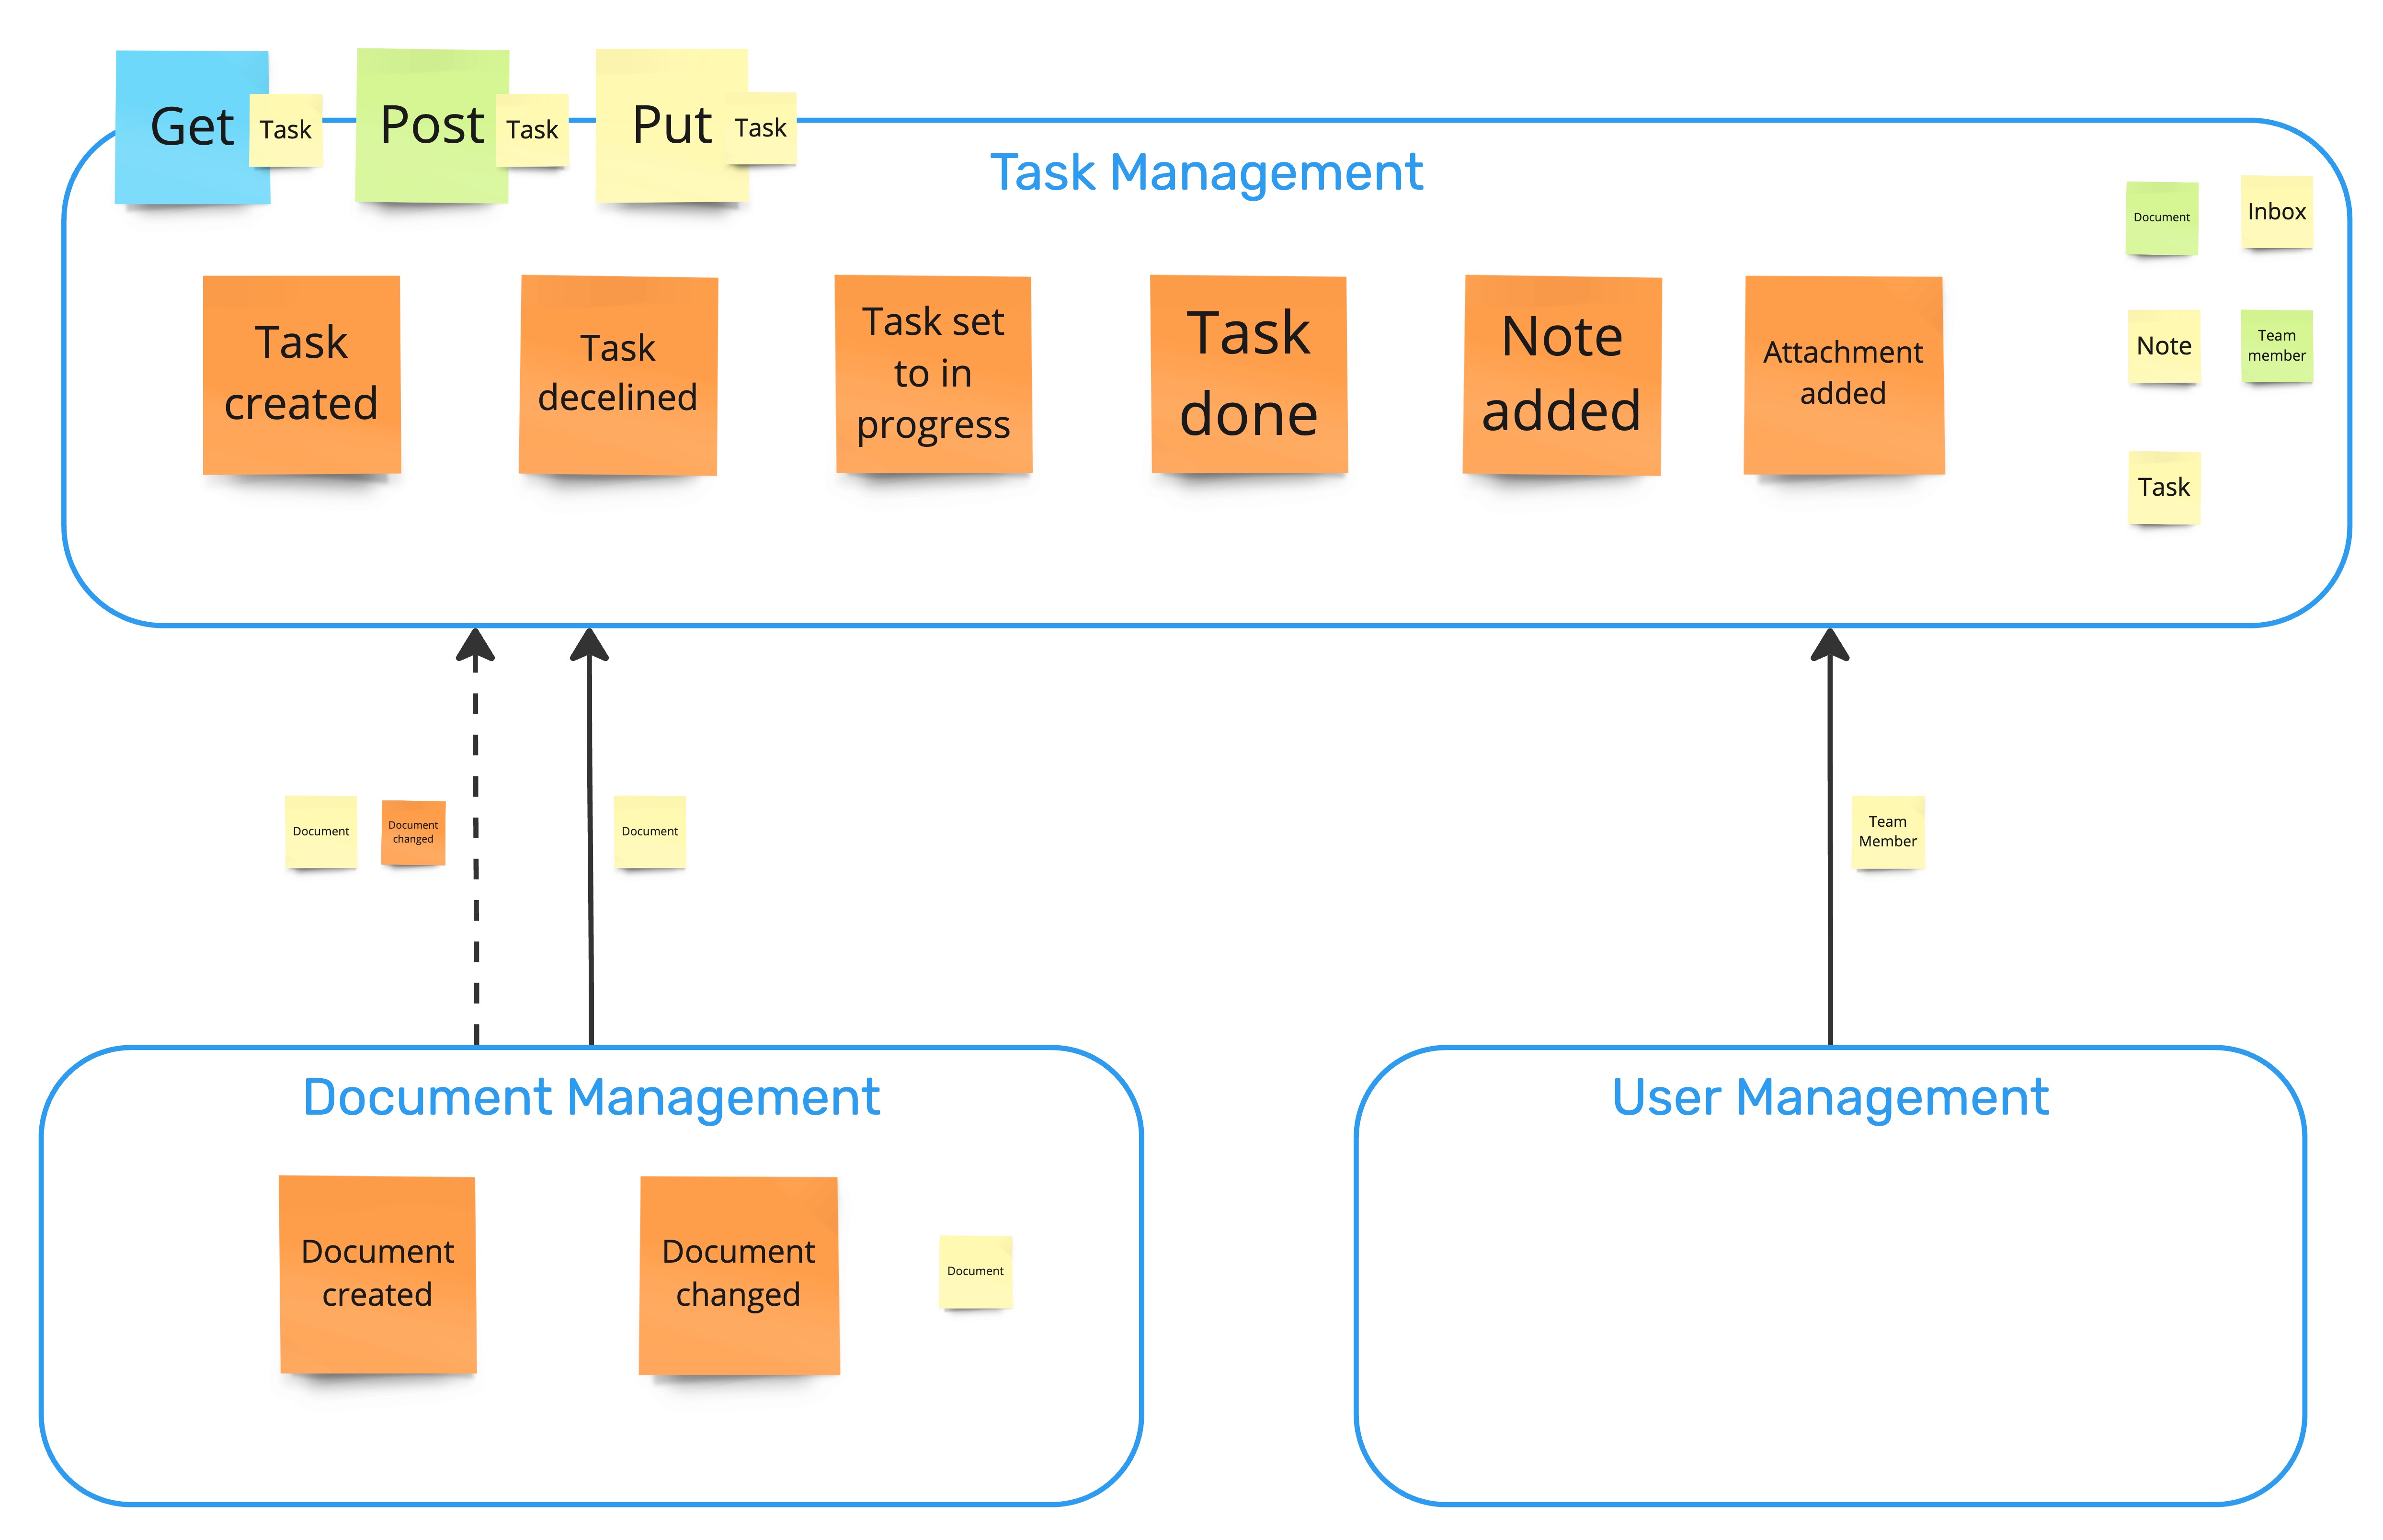 Get
Task
Post
Task
Put
Task
Task Management
Document
Inbox
Task
created
Task
decelined
Task set
to in
progress
Task
done
Note
added
Attachment
added
Note
Team
member
Task
Document
Document
changed
Document
Team
Member
Document Management
User Management
Document
created
Document
changed
Document